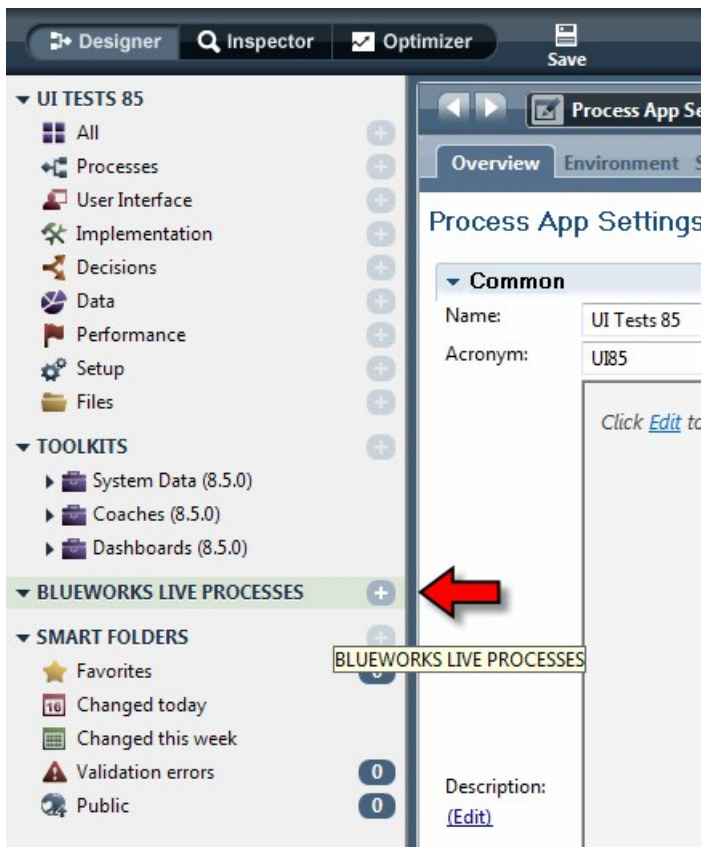 Designer Inspector Optimizer Save
UI TESTS 85
All
Processes
User Interface
Implementation
Decisions
Data
Performance
Setup
Files
TOOLKITS
System Data (8.5.0)
Coaches (8.5.0)
Dashboards (8.5.0)
BLUEWORKS LIVE PROCESSES
SMART FOLDERS
BLUEWORKS LIVE PROCESSES
Favorites
16 Changed today
Changed this week
Validation errors 0
Public 0
Process App Se
Overview Environment S
Process App Settings
Common
Name: UI Tests 85
Acronym: UI85
Click Edit to
Description:
(Edit)